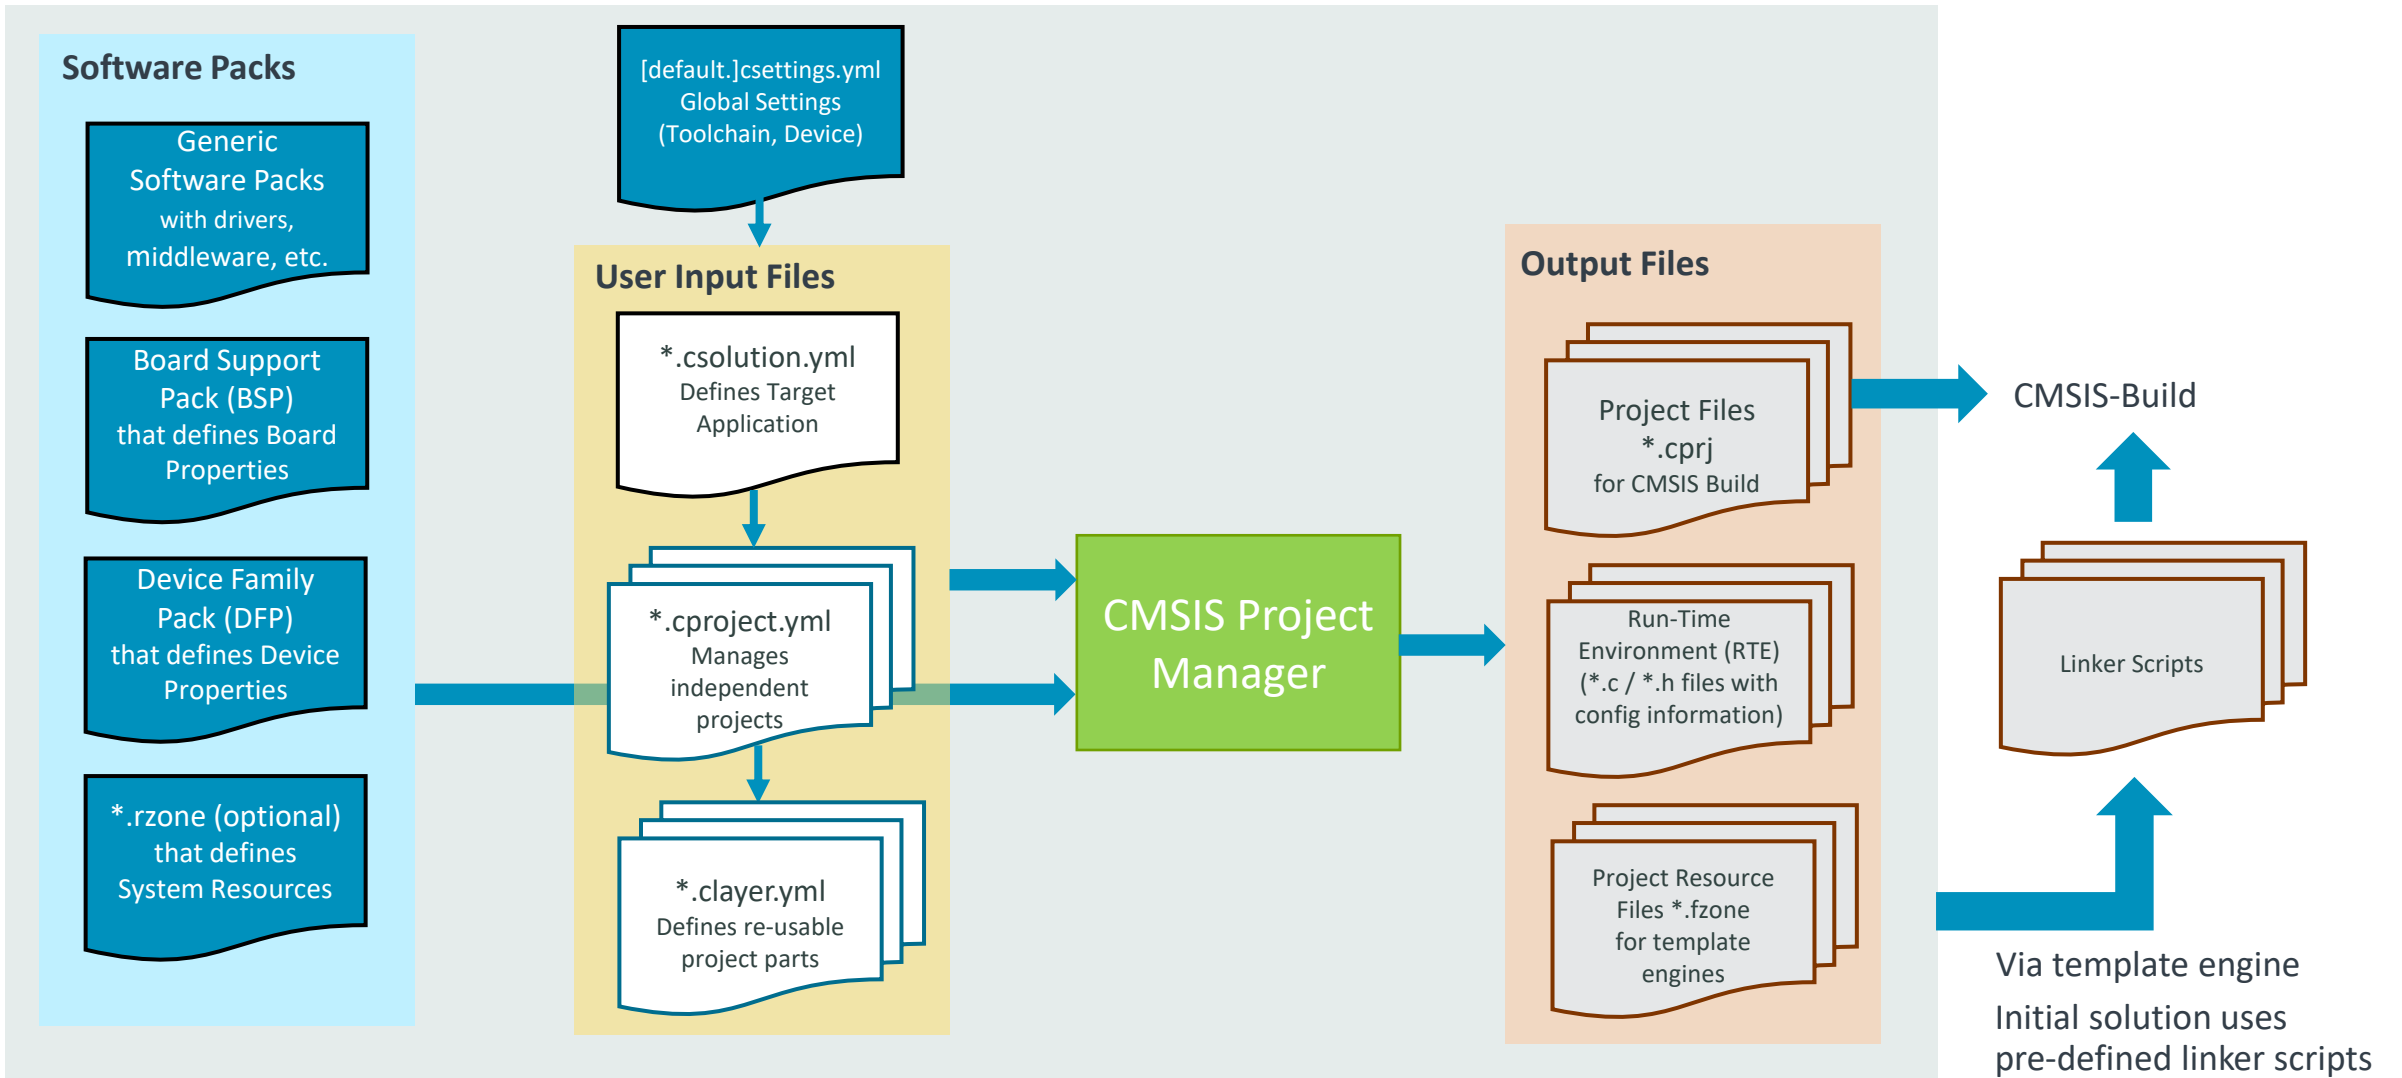 Software Packs
Generic
Software Packs
with drivers,
middleware, etc.
Board Support
Pack (BSP)
that defines Board
Properties
Device Family
Pack (DFP)
that defines Device
Properties
*.rzone (optional)
that defines
System Resources
[default.]csettings.yml
Global Settings
(Toolchain, Device)
User Input Files
*.csolution.yml
Defines Target
Application
*.cproject.yml
Manages
independent
projects
*.clayer.yml
Defines re-usable
project parts
CMSIS Project
Manager
Output Files
Project Files
*.cprj
for CMSIS Build
Run-Time
Environment (RTE)
(*.c / *.h files with
config information)
Project Resource
Files *.fzone
for template
engines
CMSIS-Build
Linker Scripts
Via template engine
Initial solution uses
pre-defined linker scripts